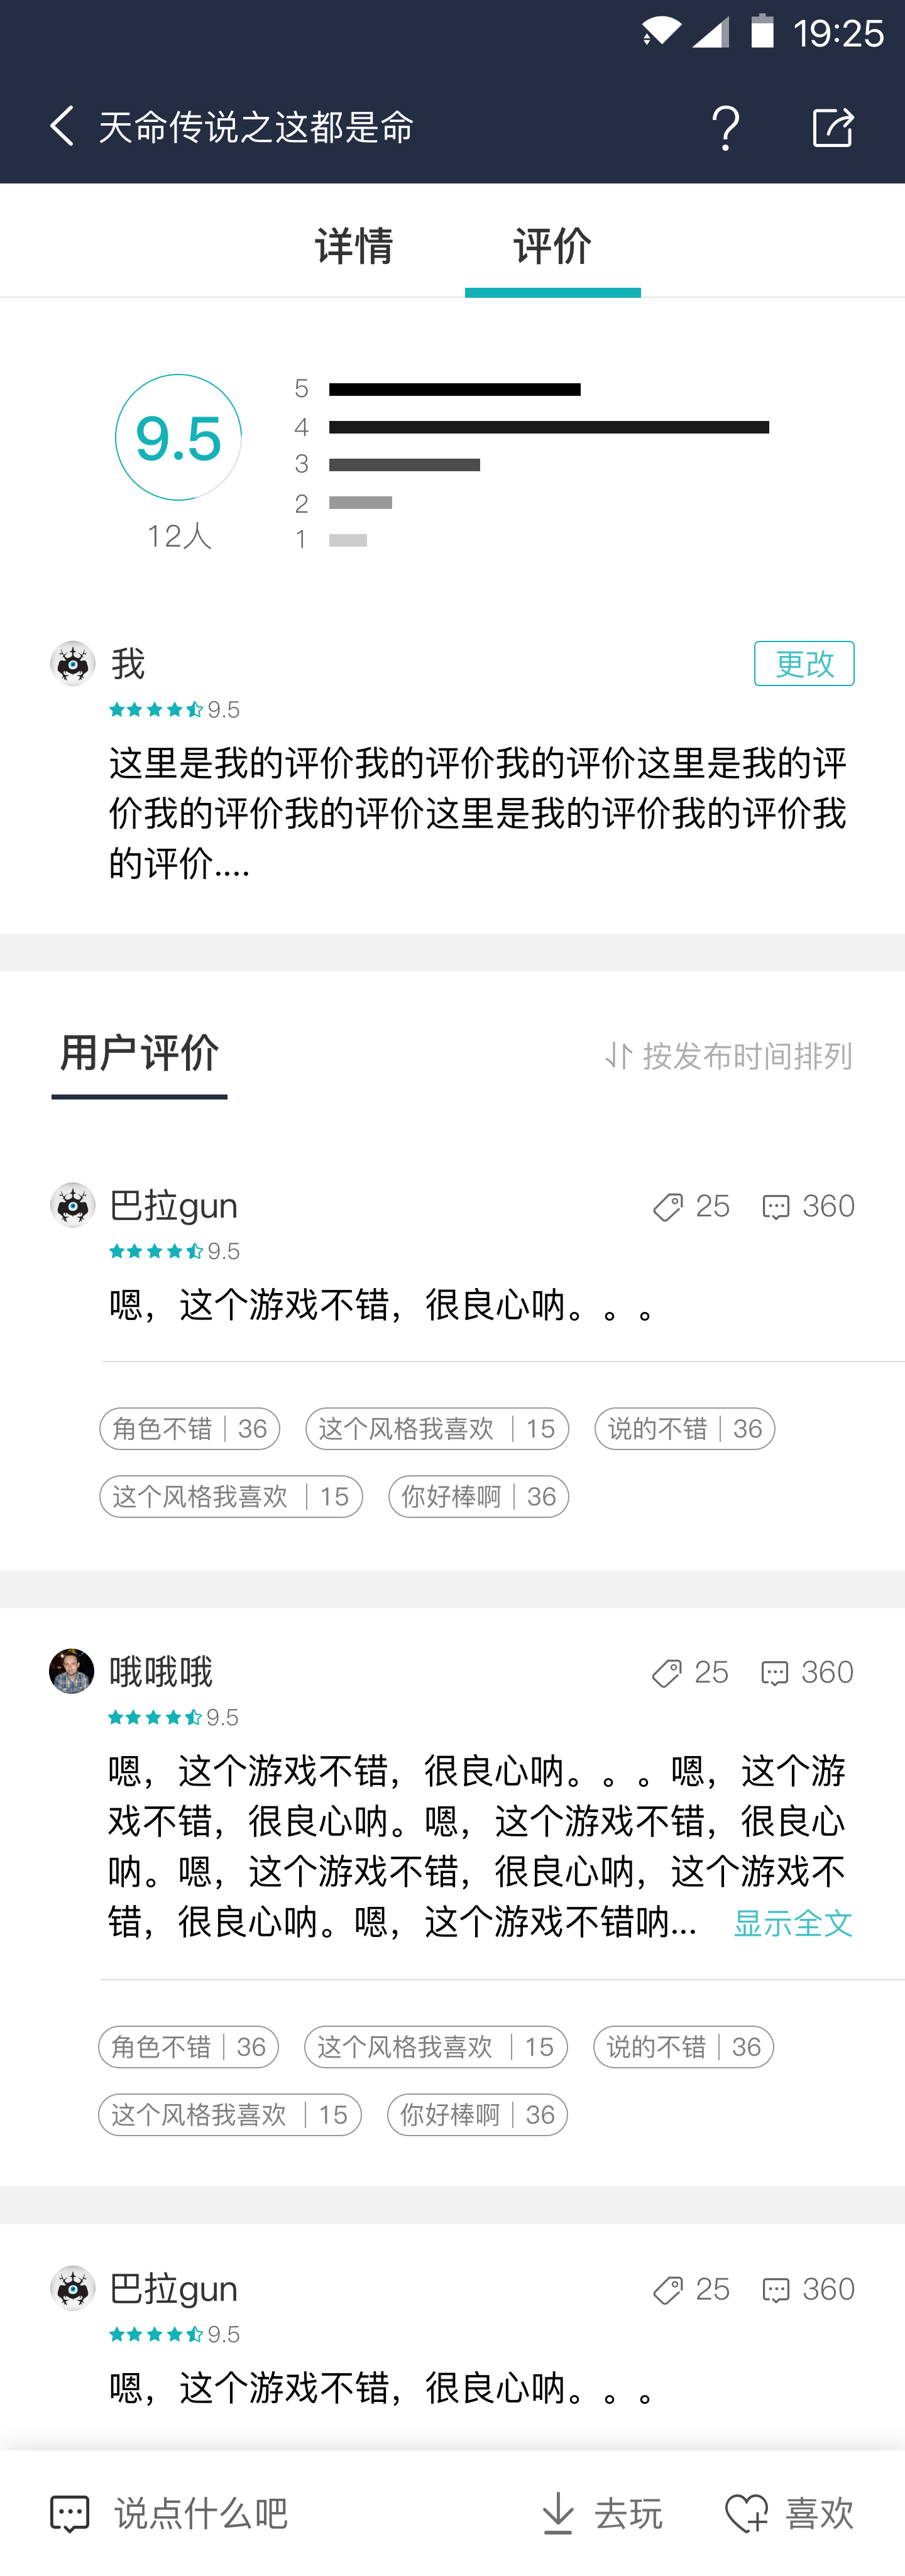 19:25
天命传说之这都是命
详情 评价
9.5
12人
5
4
3
2
1
我 更改
9.5
这里是我的评价我的评价我的评价这里是我的评
价我的评价我的评价这里是我的评价我的评价我
的评价....
用户评价 按发布时间排列
巴拉gun 25 360
9.5
嗯，这个游戏不错，很良心呐。。。
角色不错 | 36 这个风格我喜欢 | 15 说的不错 | 36
这个风格我喜欢 | 15 你好棒啊 | 36
哦哦哦 25 360
9.5
嗯，这个游戏不错，很良心呐。。。嗯，这个游
戏不错，很良心呐。嗯，这个游戏不错，很良心
呐。嗯，这个游戏不错，很良心呐，这个游戏不
错，很良心呐。嗯，这个游戏不错呐... 显示全文
角色不错 | 36 这个风格我喜欢 | 15 说的不错 | 36
这个风格我喜欢 | 15 你好棒啊 | 36
巴拉gun 25 360
9.5
嗯，这个游戏不错，很良心呐。。。
说点什么吧 去玩 喜欢